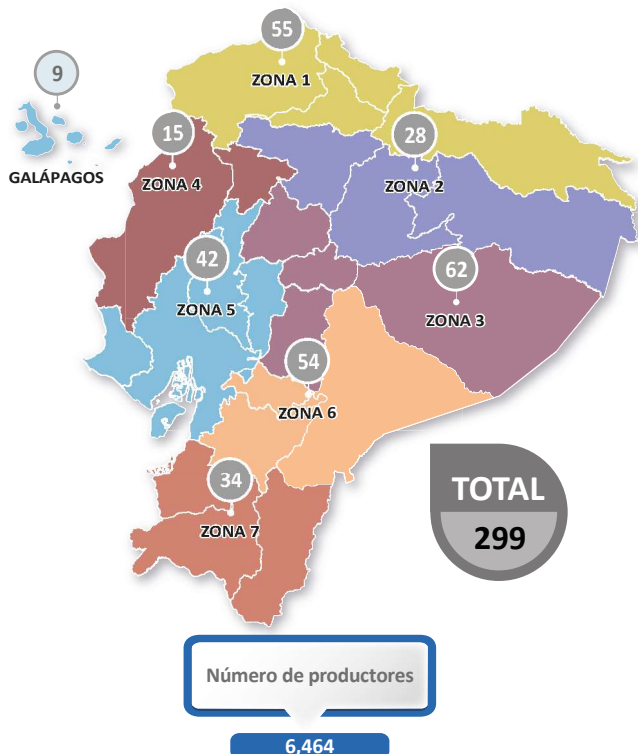 55
ZONA 1
9
GALÁPAGOS
15
ZONA 4
28
ZONA 2
42
ZONA 5
62
ZONA 3
54
ZONA 6
34
ZONA 7
TOTAL
299
Número de productores
6,464